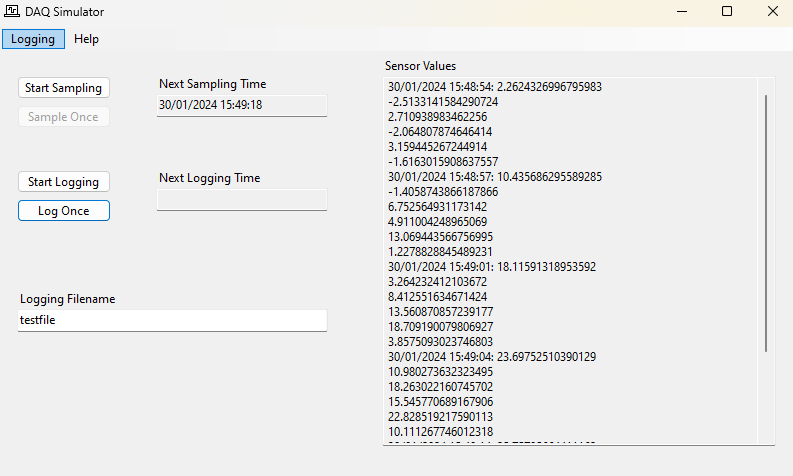 DAQ Simulator
Logging Help
Start Sampling
Sample Once
Next Sampling Time
30/01/2024 15:49:18
Start Logging
Log Once
Next Logging Time
Logging Filename
testfile
Sensor Values
30/01/2024 15:48:54: 2.2624326996795983
-2.5133141584290724
2.710938983462256
-2.064807874646414
3.159445267244914
-1.6163015908637557
30/01/2024 15:48:57: 10.435686295589285
-1.4058743866187866
6.752564931173142
4.911004248965069
13.069443566756995
1.2278828845489231
30/01/2024 15:49:01: 18.11591318953592
3.264232412103672
8.412551634671424
13.560870857239177
18.709190079806927
3.8575093023746803
30/01/2024 15:49:04: 23.69752510390129
10.980273632323495
18.263022160745702
15.545770689167906
22.828519217590113
10.111267746012318